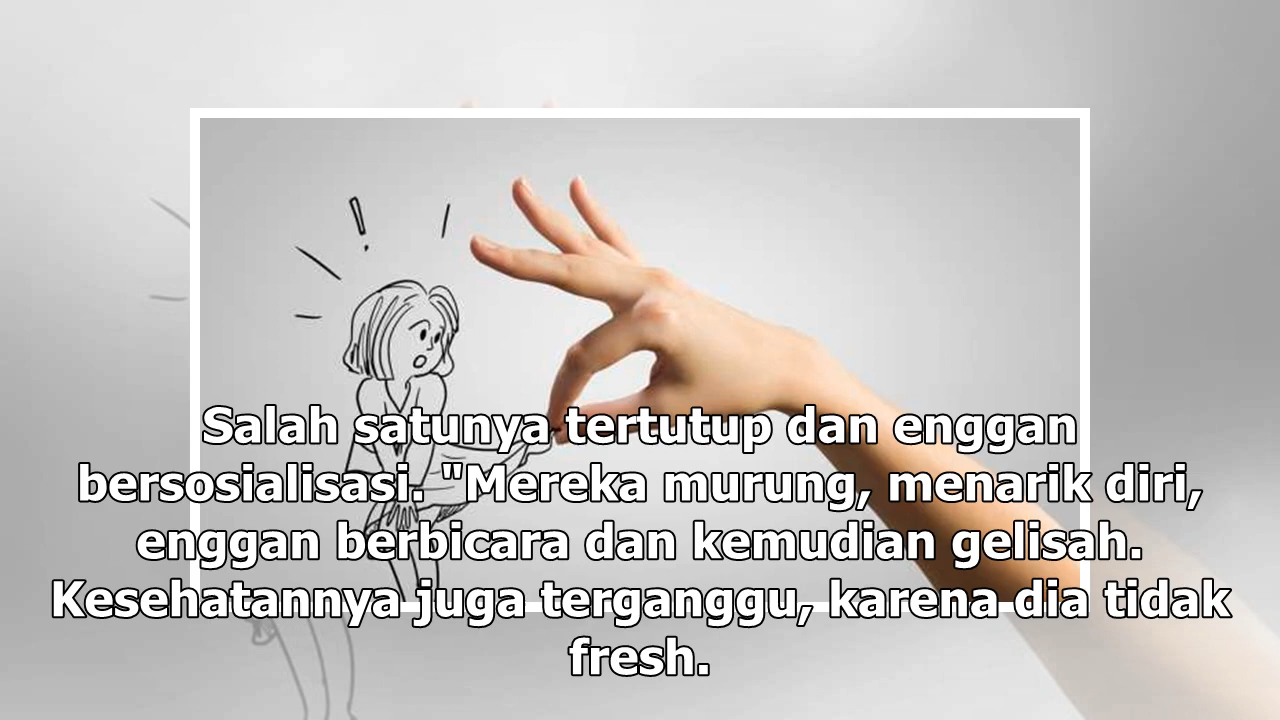 Salah satunya tertutup dan enggan
bersosialisasi. "Mereka murung, menarik diri,
enggan berbicara dan kemudian gelisah.
Kesehatannya juga terganggu, karena dia tidak
fresh.